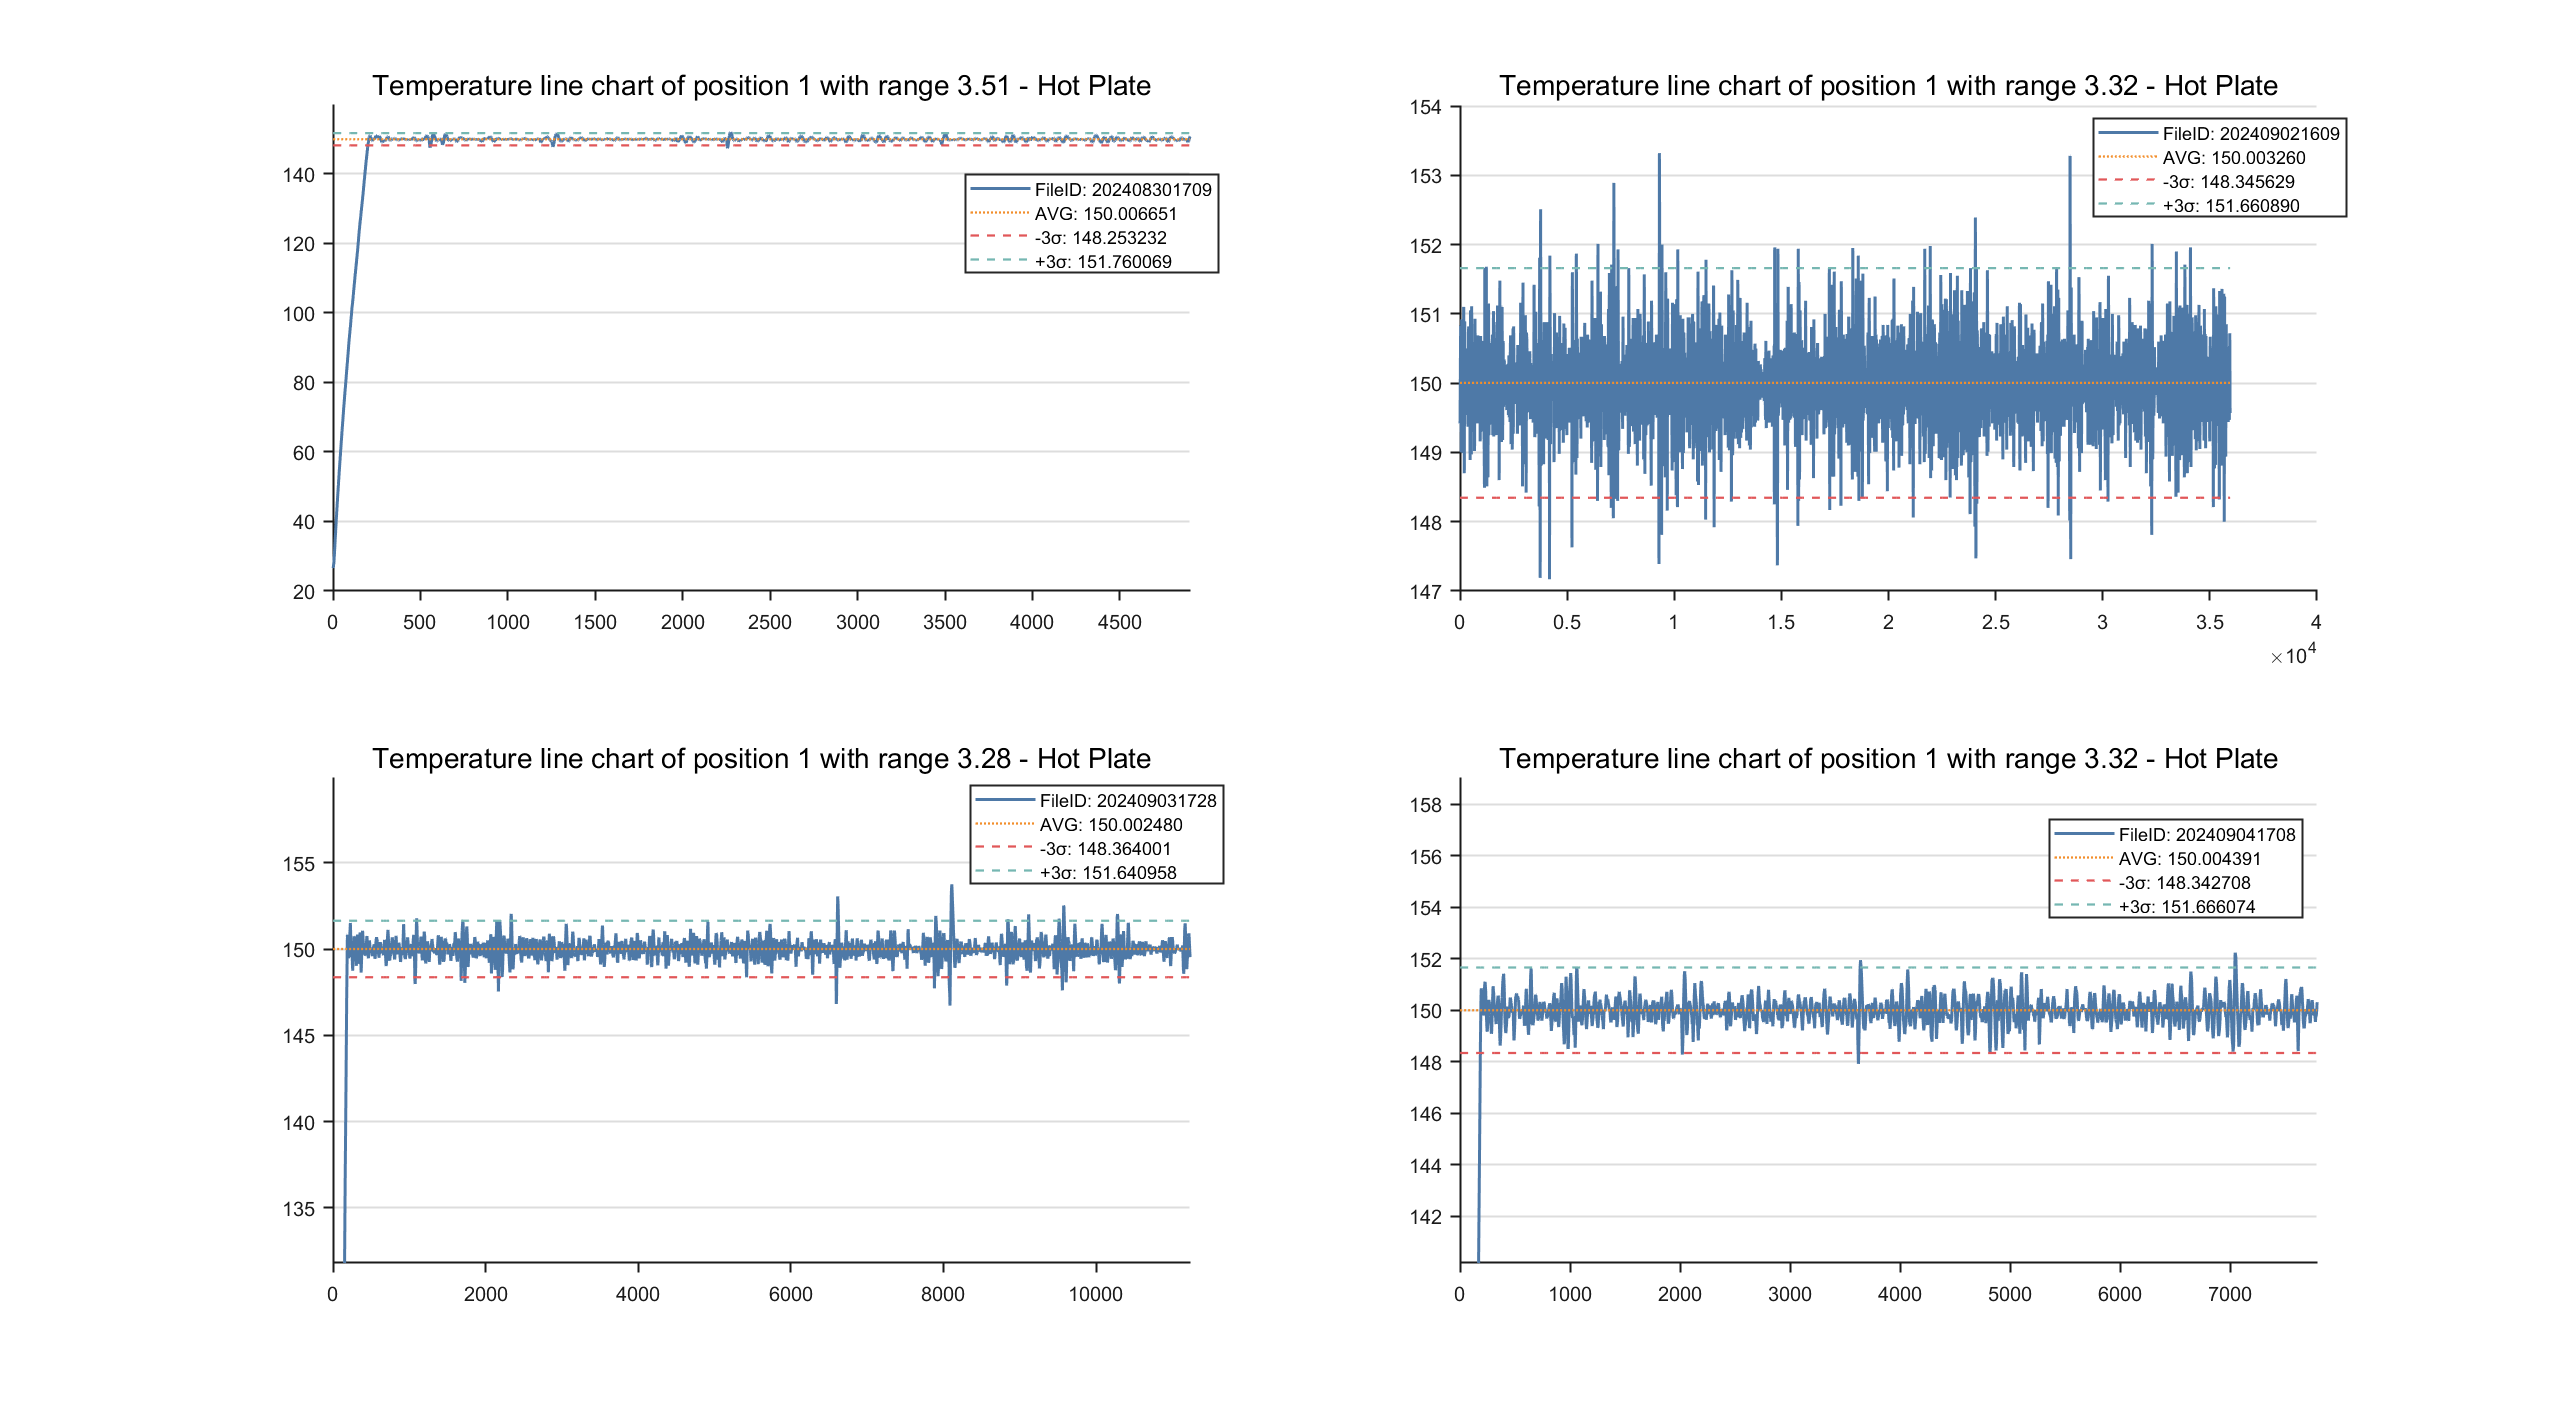 Temperature line chart of position 1 with range 3.51 - Hot Plate
FileID: 202408301709
AVG: 150.006651
-3σ: 148.253232
+3σ: 151.760069
140
120
100
80
60
40
20
0 500 1000 1500 2000 2500 3000 3500 4000 4500
Temperature line chart of position 1 with range 3.32 - Hot Plate
FileID: 202409021609
AVG: 150.003260
-3σ: 148.345629
+3σ: 151.660890
154
153
152
151
150
149
148
147
0 0.5 1 1.5 2 2.5 3 3.5 4
×10⁴
Temperature line chart of position 1 with range 3.28 - Hot Plate
FileID: 202409031728
AVG: 150.002480
-3σ: 148.364001
+3σ: 151.640958
155
150
145
140
135
0 2000 4000 6000 8000 10000
Temperature line chart of position 1 with range 3.32 - Hot Plate
FileID: 202409041708
AVG: 150.004391
-3σ: 148.342708
+3σ: 151.666074
158
156
154
152
150
148
146
144
142
0 1000 2000 3000 4000 5000 6000 7000